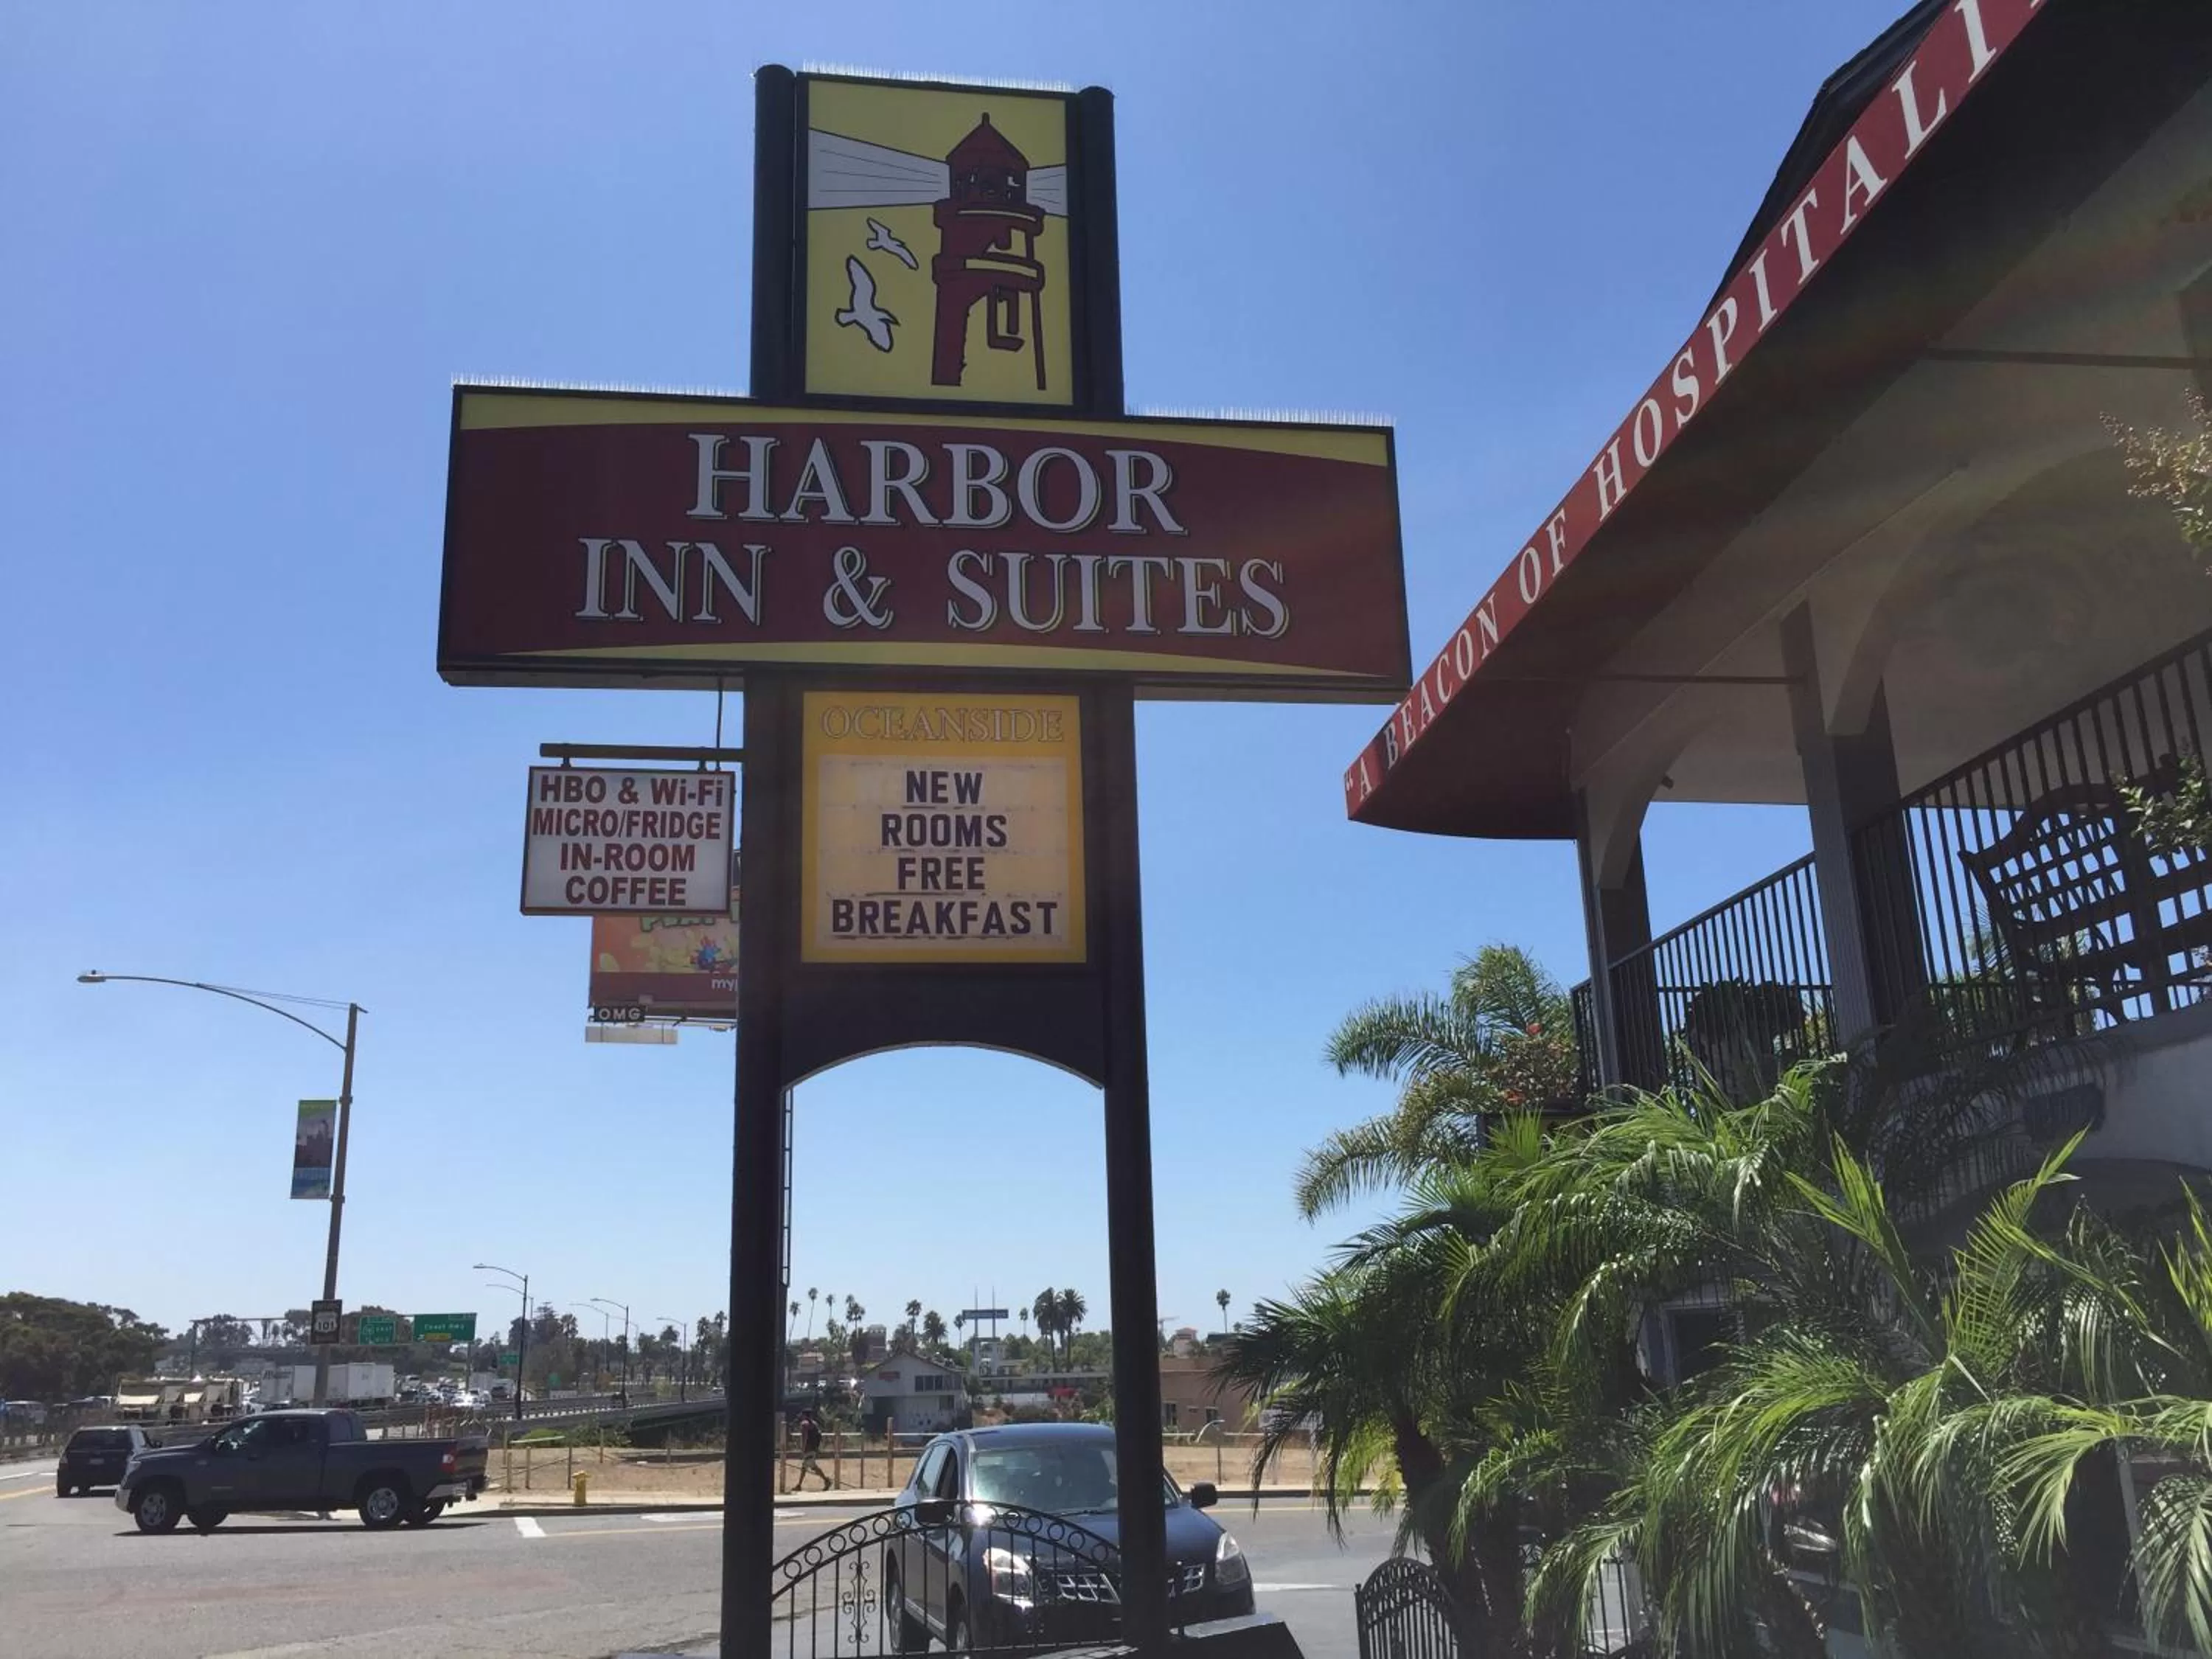 HARBOR
INN & SUITES
OCEANSIDE
NEW
ROOMS
FREE
BREAKFAST
HBO & Wi-Fi
MICRO/FRIDGE
IN-ROOM
COFFEE
OMG
101
"A BEACON OF HOSPITALI